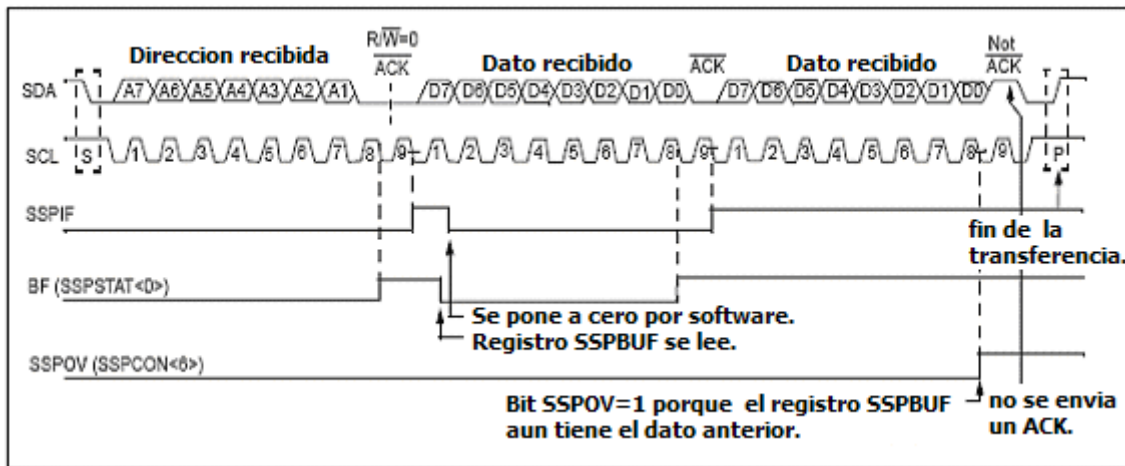 R/W=0
Direccion recibida ACK Dato recibido ACK Dato recibido Not ACK
SDA A7 A6 A5 A4 A3 A2 A1 D7 D6 D5 D4 D3 D2 D1 D0 D7 D6 D5 D4 D3 D2 D1 D0
SCL S 1 2 3 4 5 6 7 8 9 1 2 3 4 5 6 7 8 9 1 2 3 4 5 6 7 8 9 P
SSPIF
fin de la
transferencia.
BF (SSPSTAT<0>)
Se pone a cero por software.
Registro SSPBUF se lee.
SSPOV (SSPCON<6>)
Bit SSPOV=1 porque el registro SSPBUF
aun tiene el dato anterior.
no se envia
un ACK.